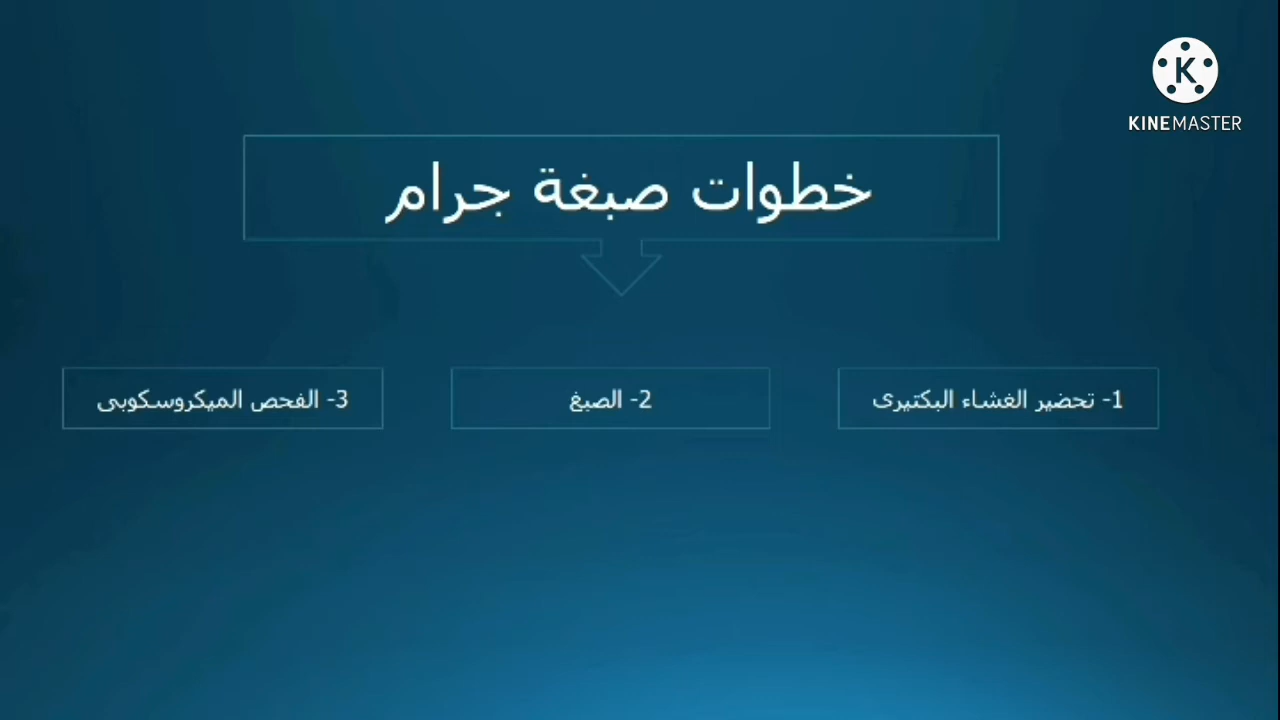 KINEMASTER
خطوات صبغة جرام
1- تحضير الغشاء البكتيرى
2- الصبغ
3- الفحص الميكروسكوبى